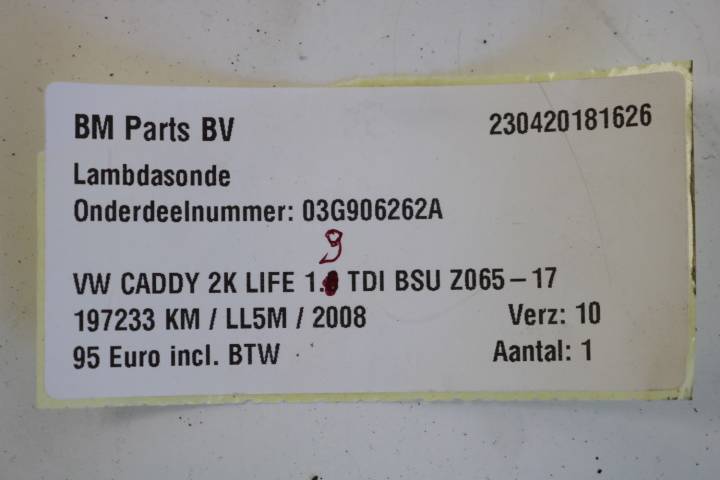 BM Parts BV 230420181626
Lambdasonde
Onderdeelnummer: 03G906262A
9
VW CADDY 2K LIFE 1. TDI BSU Z065-17
197233 KM / LL5M / 2008 Verz: 10
95 Euro incl. BTW Aantal: 1